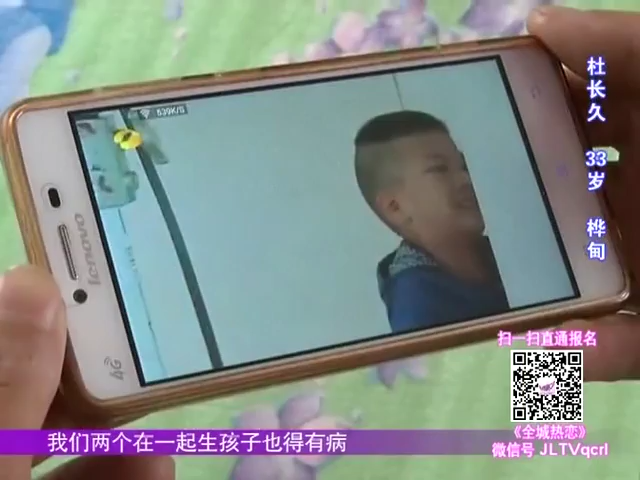 539K/S
lenovo
4G
杜长久 33岁 桦甸
扫一扫直通报名
《全城热恋》
微信号 JLTVqcrl
我们两个在一起生孩子也得有病